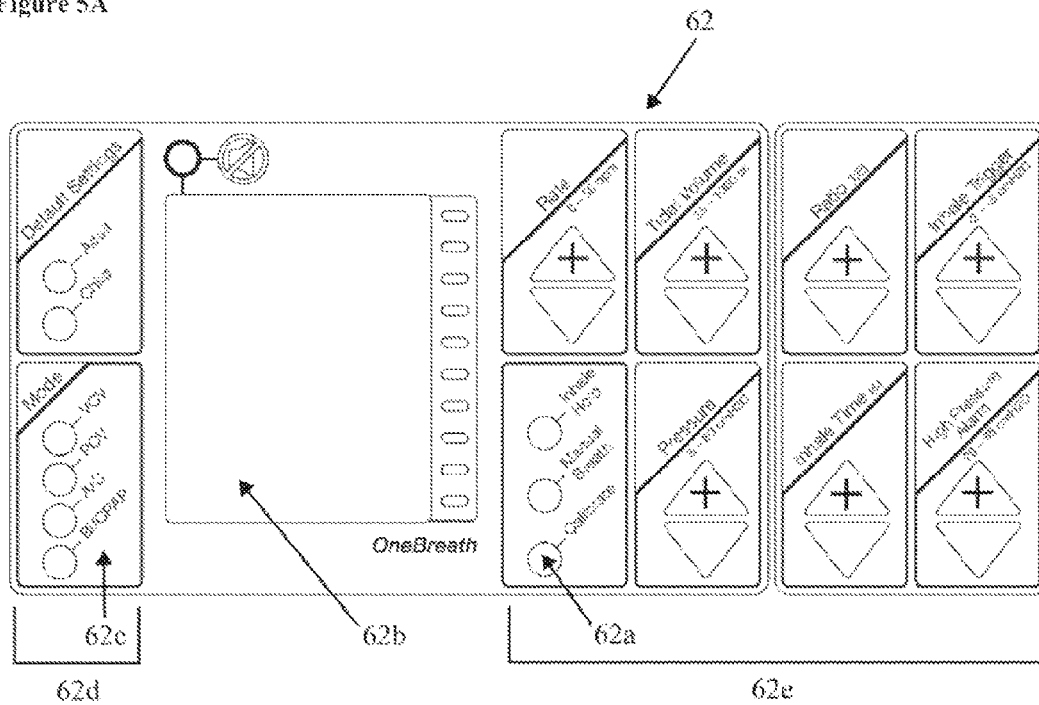 Figure 5A
62
Default Settings
Adult
Child
Mode
VCV
PCV
A/C
BI/CPAP
OneBreath
Rate
Tidal Volume
Ratio
Inhale Trigger
Inhale
Hold
Manual
Breath
Calibrate
Pressure
Inhale Time
High Pressure
Alarm
62c
62b
62a
62d
62e